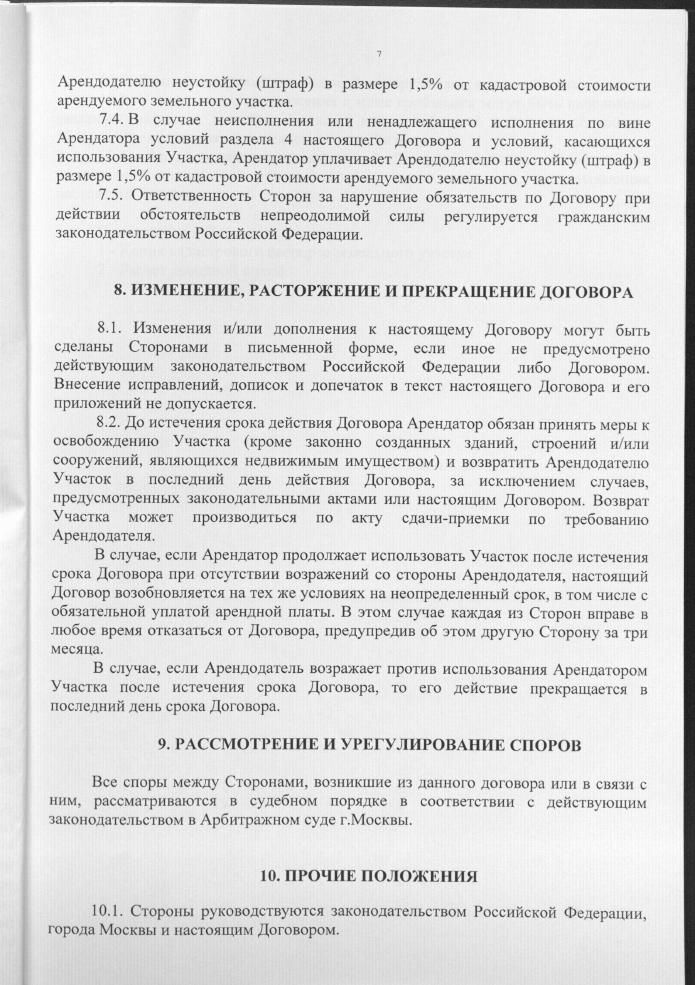 7
Арендодателю неустойку (штраф) в размере 1,5% от кадастровой стоимости
арендуемого земельного участка.
7.4. В случае неисполнения или ненадлежащего исполнения по вине
Арендатора условий раздела 4 настоящего Договора и условий, касающихся
использования Участка, Арендатор уплачивает Арендодателю неустойку (штраф) в
размере 1,5% от кадастровой стоимости арендуемого земельного участка.
7.5. Ответственность Сторон за нарушение обязательств по Договору при
действии обстоятельств непреодолимой силы регулируется гражданским
законодательством Российской Федерации.
8. ИЗМЕНЕНИЕ, РАСТОРЖЕНИЕ И ПРЕКРАЩЕНИЕ ДОГОВОРА
8.1. Изменения и/или дополнения к настоящему Договору могут быть
сделаны Сторонами в письменной форме, если иное не предусмотрено
действующим законодательством Российской Федерации либо Договором.
Внесение исправлений, дописок и допечаток в текст настоящего Договора и его
приложений не допускается.
8.2. До истечения срока действия Договора Арендатор обязан принять меры к
освобождению Участка (кроме законно созданных зданий, строений и/или
сооружений, являющихся недвижимым имуществом) и возвратить Арендодателю
Участок в последний день действия Договора, за исключением случаев,
предусмотренных законодательными актами или настоящим Договором. Возврат
Участка может производиться по акту сдачи-приемки по требованию
Арендодателя.
В случае, если Арендатор продолжает использовать Участок после истечения
срока Договора при отсутствии возражений со стороны Арендодателя, настоящий
Договор возобновляется на тех же условиях на неопределенный срок, в том числе с
обязательной уплатой арендной платы. В этом случае каждая из Сторон вправе в
любое время отказаться от Договора, предупредив об этом другую Сторону за три
месяца.
В случае, если Арендодатель возражает против использования Арендатором
Участка после истечения срока Договора, то его действие прекращается в
последний день срока Договора.
9. РАССМОТРЕНИЕ И УРЕГУЛИРОВАНИЕ СПОРОВ
Все споры между Сторонами, возникшие из данного договора или в связи с
ним, рассматриваются в судебном порядке в соответствии с действующим
законодательством в Арбитражном суде г.Москвы.
10. ПРОЧИЕ ПОЛОЖЕНИЯ
10.1. Стороны руководствуются законодательством Российской Федерации,
города Москвы и настоящим Договором.